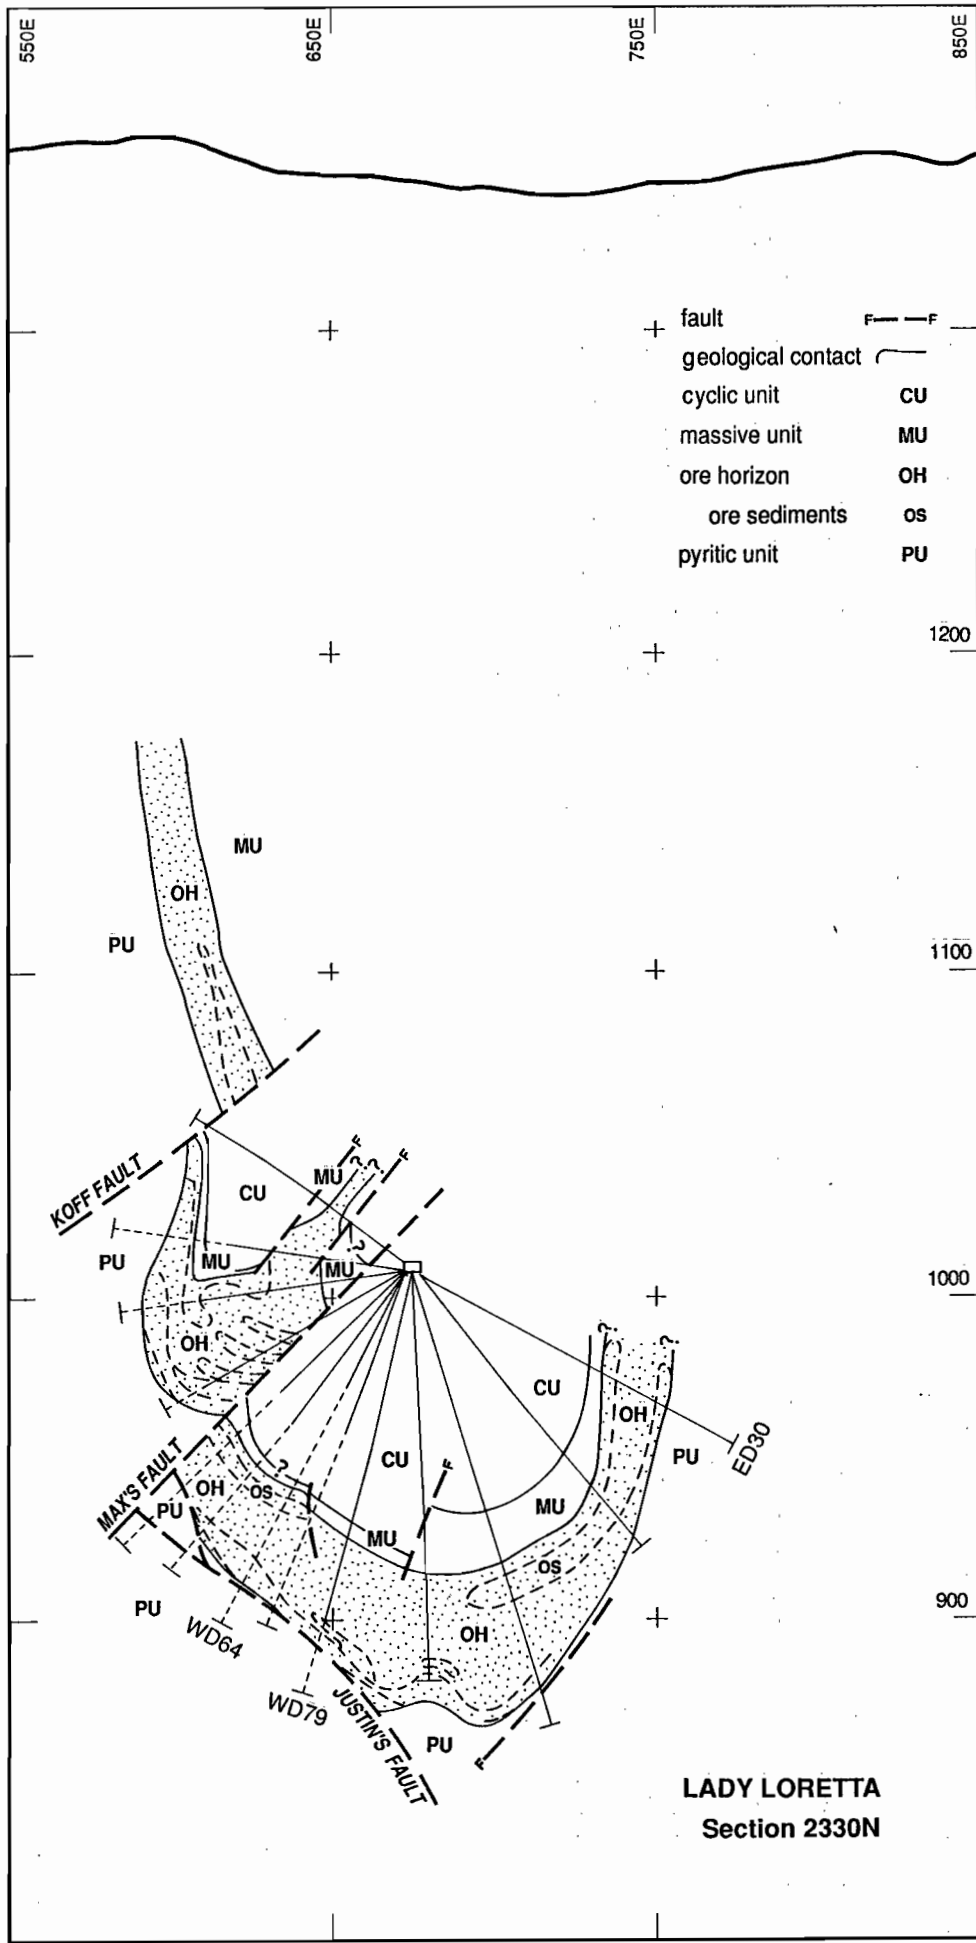 550E
650E
750E
850E
fault F— —F
geological contact
cyclic unit CU
massive unit MU
ore horizon OH
ore sediments OS
pyritic unit PU
1200
MU
OH
PU
1100
KOFF FAULT
F
MU
? ?
F
CU
PU
MU
MU
?
1000
OH
? ?
CU
OH
CU
PU
ED30
?
OH
OS
MU
F
MU
MAX'S FAULT
PU
OS
PU
900
WD64
OH
WD79
JUSTIN'S FAULT
PU
F
LADY LORETTA
Section 2330N